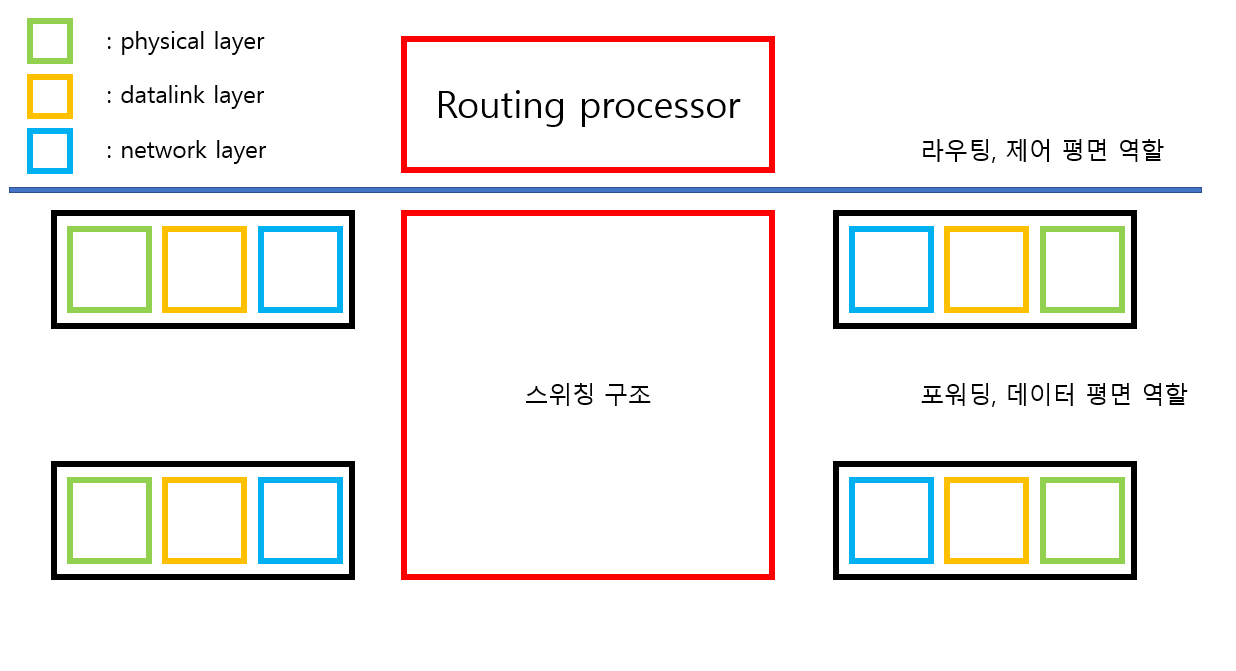 : physical layer
: datalink layer
: network layer
Routing processor
라우팅, 제어 평면 역할
스위칭 구조
포워딩, 데이터 평면 역할